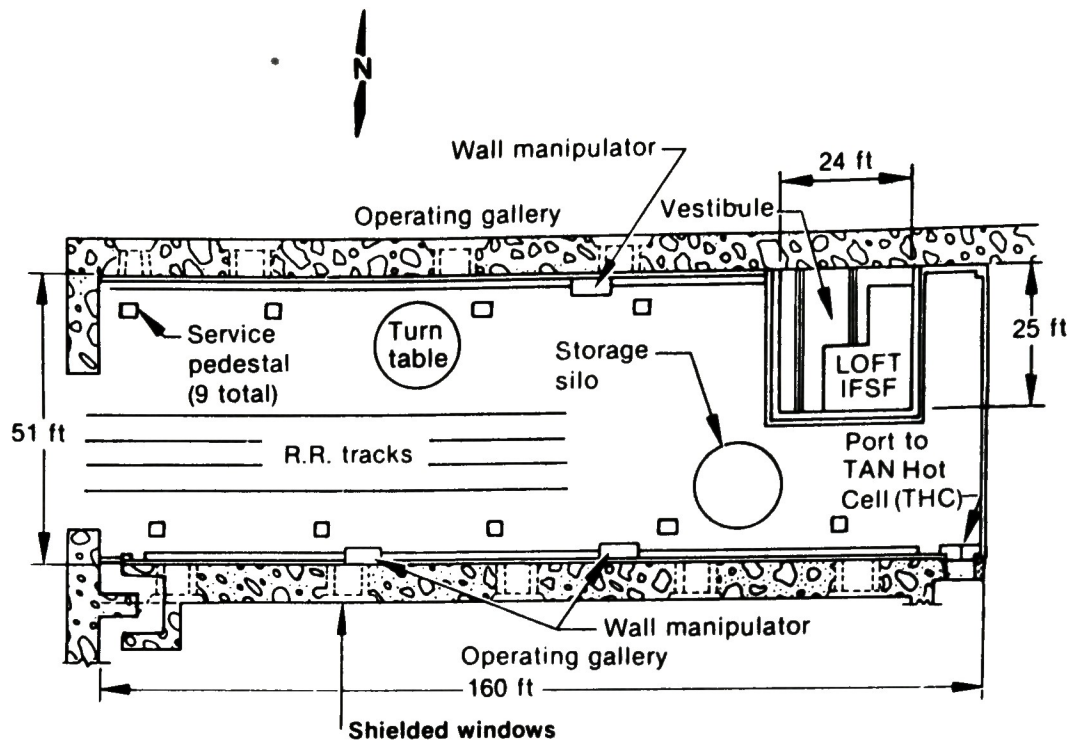 N
Wall manipulator
24 ft
Operating gallery
Vestibule
Service
pedestal
(9 total)
Turn
table
Storage
silo
LOFT
IFSF
25 ft
51 ft
R.R. tracks
Port to
TAN Hot
Cell (THC)
Wall manipulator
Operating gallery
160 ft
Shielded windows